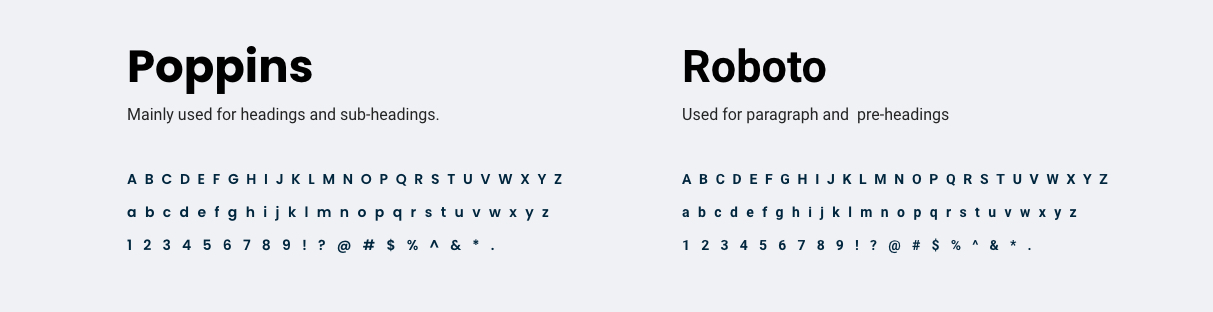 Poppins
Mainly used for headings and sub-headings.
A B C D E F G H I J K L M N O P Q R S T U V W X Y Z
a b c d e f g h i j k l m n o p q r s t u v w x y z
1 2 3 4 5 6 7 8 9 ! ? @ # $ % ^ & * .
Roboto
Used for paragraph and  pre-headings
A B C D E F G H I J K L M N O P Q R S T U V W X Y Z
a b c d e f g h i j k l m n o p q r s t u v w x y z
1 2 3 4 5 6 7 8 9 ! ? @ # $ % ^ & * .